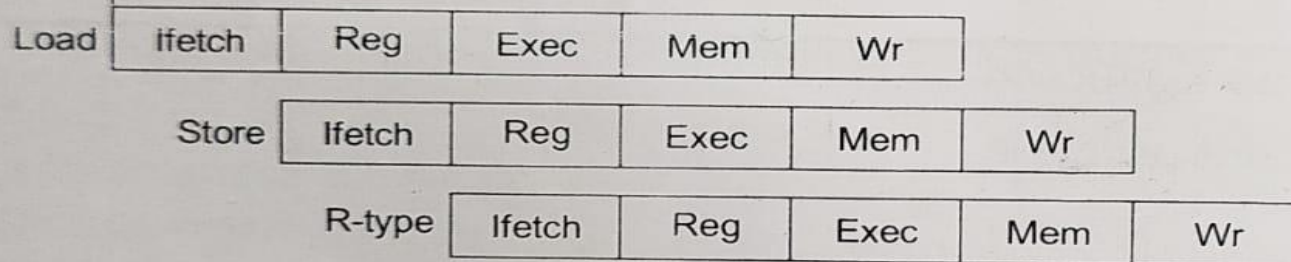 Load Ifetch Reg Exec Mem Wr
Store Ifetch Reg Exec Mem Wr
R-type Ifetch Reg Exec Mem Wr